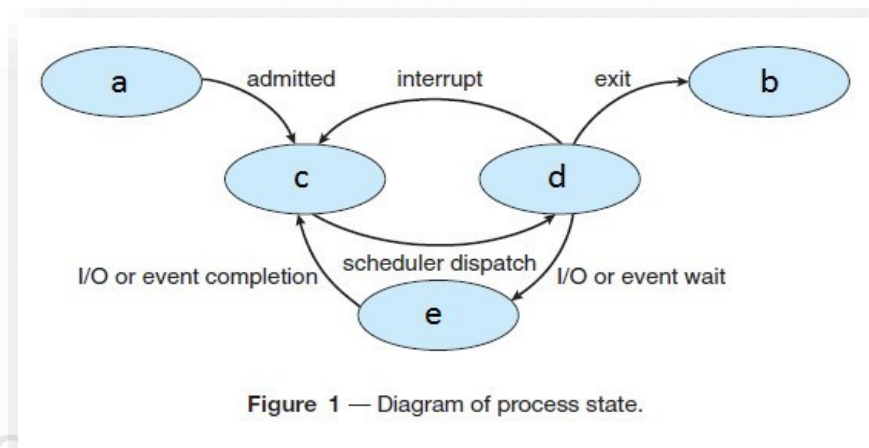 a
admitted
interrupt
exit
b
c
d
scheduler dispatch
I/O or event completion
I/O or event wait
e
Figure 1 — Diagram of process state.